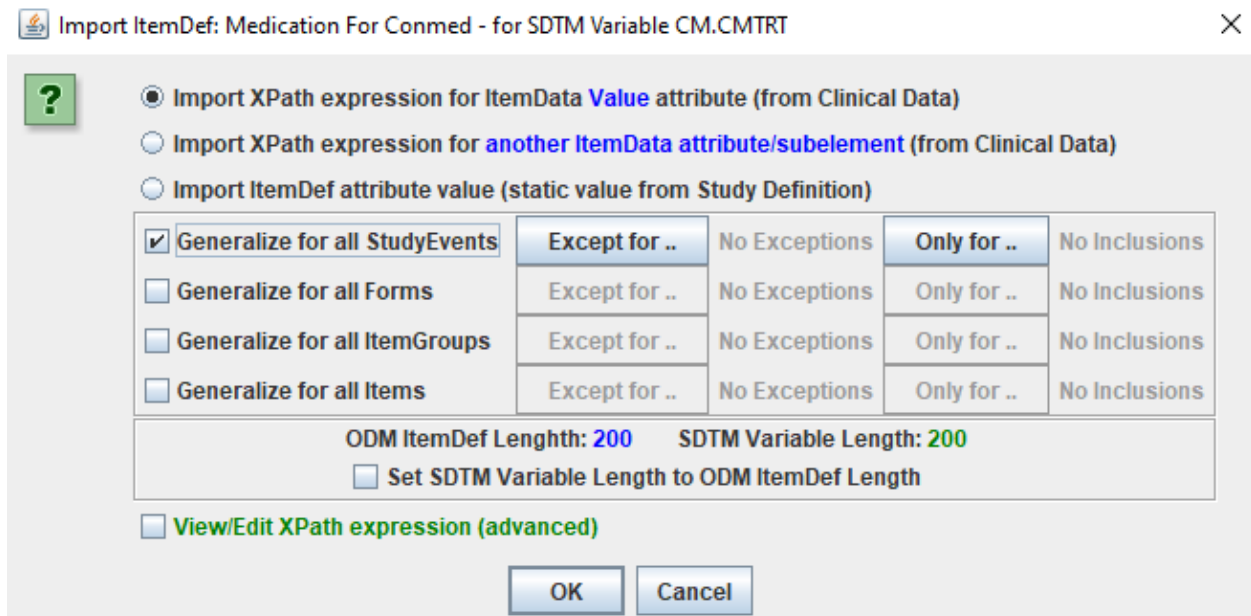 Import ItemDef: Medication For Conmed - for SDTM Variable CM.CMTRT
?
Import XPath expression for ItemData Value attribute (from Clinical Data)
Import XPath expression for another ItemData attribute/subelement (from Clinical Data)
Import ItemDef attribute value (static value from Study Definition)
Generalize for all StudyEvents Except for .. No Exceptions Only for .. No Inclusions
Generalize for all Forms Except for .. No Exceptions Only for .. No Inclusions
Generalize for all ItemGroups Except for .. No Exceptions Only for .. No Inclusions
Generalize for all Items Except for .. No Exceptions Only for .. No Inclusions
ODM ItemDef Lenghth: 200 SDTM Variable Length: 200
Set SDTM Variable Length to ODM ItemDef Length
View/Edit XPath expression (advanced)
OK Cancel